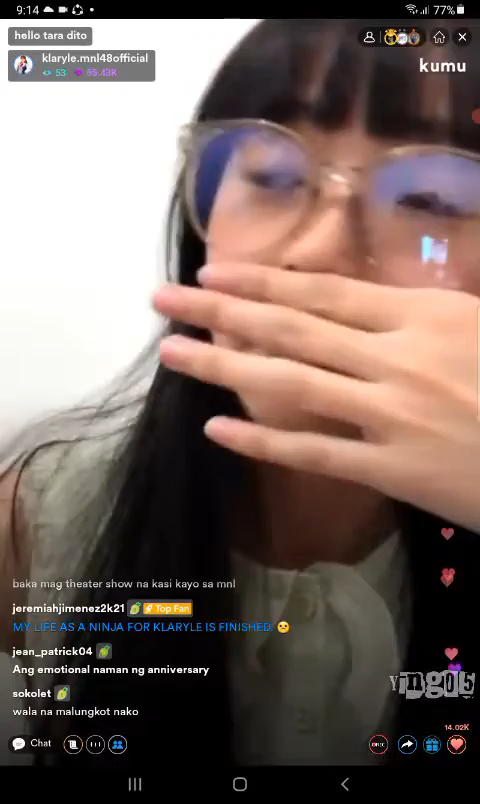 9:14
77%
hello tara dito
klaryle.mnl48official
53 85.43K
kumu
baka mag theater show na kasi kayo sa mnl
jeremiahjimenez2k21 Top Fan
MY LIFE AS A NINJA FOR KLARYLE IS FINISHED
jean_patrick04
Ang emotional naman ng anniversary
sokolet
wala na malungkot nako
Yingo15
14.02K
Chat